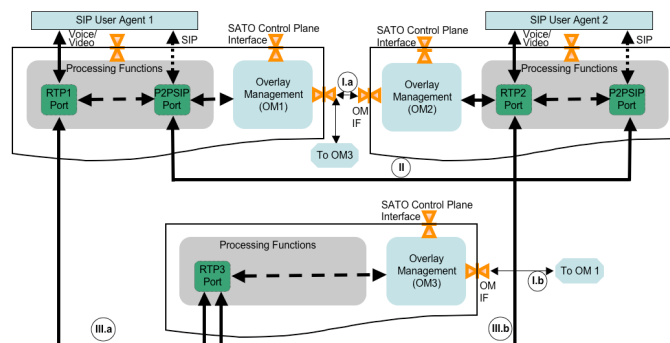 SIP User Agent 1
Voice/
Video
SIP
SATO Control Plane
Interface
Processing Functions
RTP1
Port
P2PSIP
Port
Overlay
Management
(OM1)
I.a
OM
IF
To OM3
SIP User Agent 2
SATO Control Plane
Interface
Voice/
Video
SIP
Processing Functions
Overlay
Management
(OM2)
RTP2
Port
P2PSIP
Port
II
SATO Control Plane
Interface
Processing Functions
RTP3
Port
Overlay
Management
(OM3)
OM
IF
I.b
To OM 1
III.a
III.b